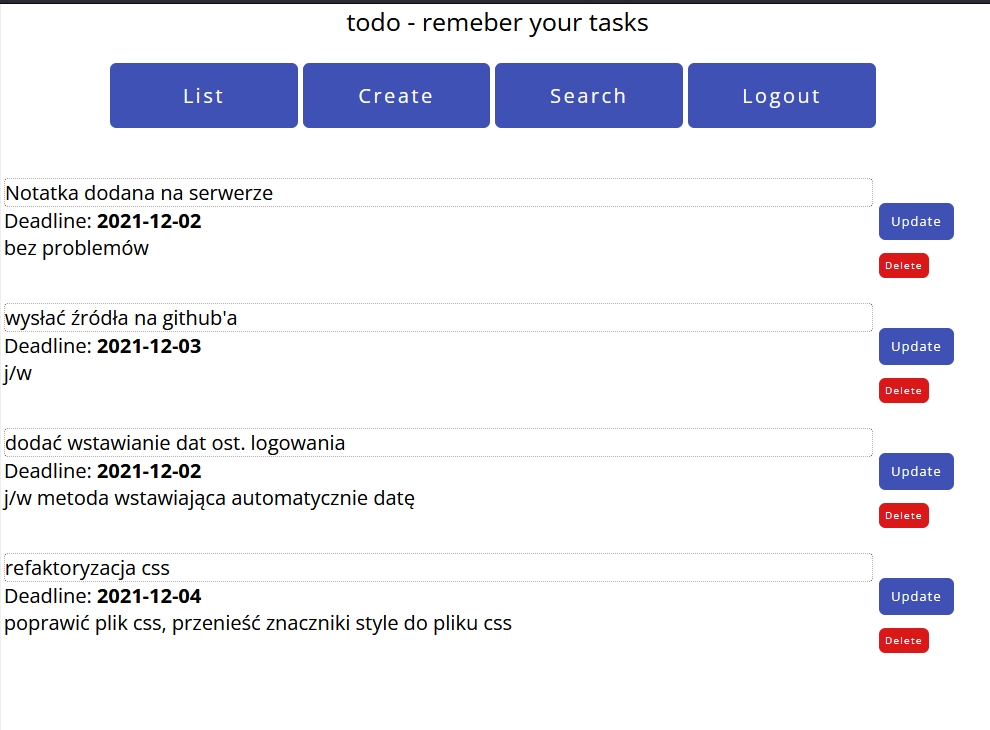 todo - remeber your tasks
List Create Search Logout
Notatka dodana na serwerze
Deadline: 2021-12-02
Update
bez problemów
Delete
wysłać źródła na github'a
Deadline: 2021-12-03
Update
j/w
Delete
dodać wstawianie dat ost. logowania
Deadline: 2021-12-02
Update
j/w metoda wstawiająca automatycznie datę
Delete
refaktoryzacja css
Deadline: 2021-12-04
Update
poprawić plik css, przenieść znaczniki style do pliku css
Delete